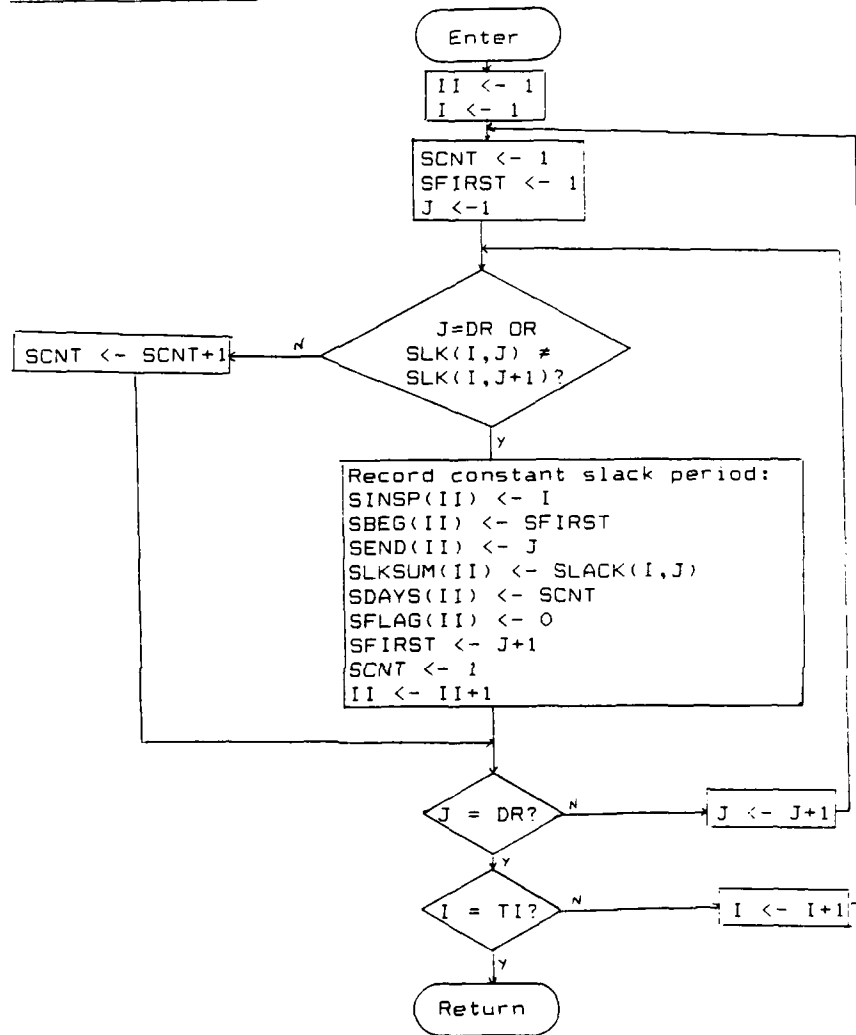 Enter
II <- 1
I <- 1
SCNT <- 1
SFIRST <- 1
J <-1
J=DR OR
SLK(I,J) ≠
SLK(I,J+1)?
N
SCNT <- SCNT+1
Y
Record constant slack period:
SINSP(II) <- I
SBEG(II) <- SFIRST
SEND(II) <- J
SLKSUM(II) <- SLACK(I,J)
SDAYS(II) <- SCNT
SFLAG(II) <- 0
SFIRST <- J+1
SCNT <- 1
II <- II+1
J = DR?
N
J <- J+1
Y
I = TI?
N
I <- I+1
Y
Return